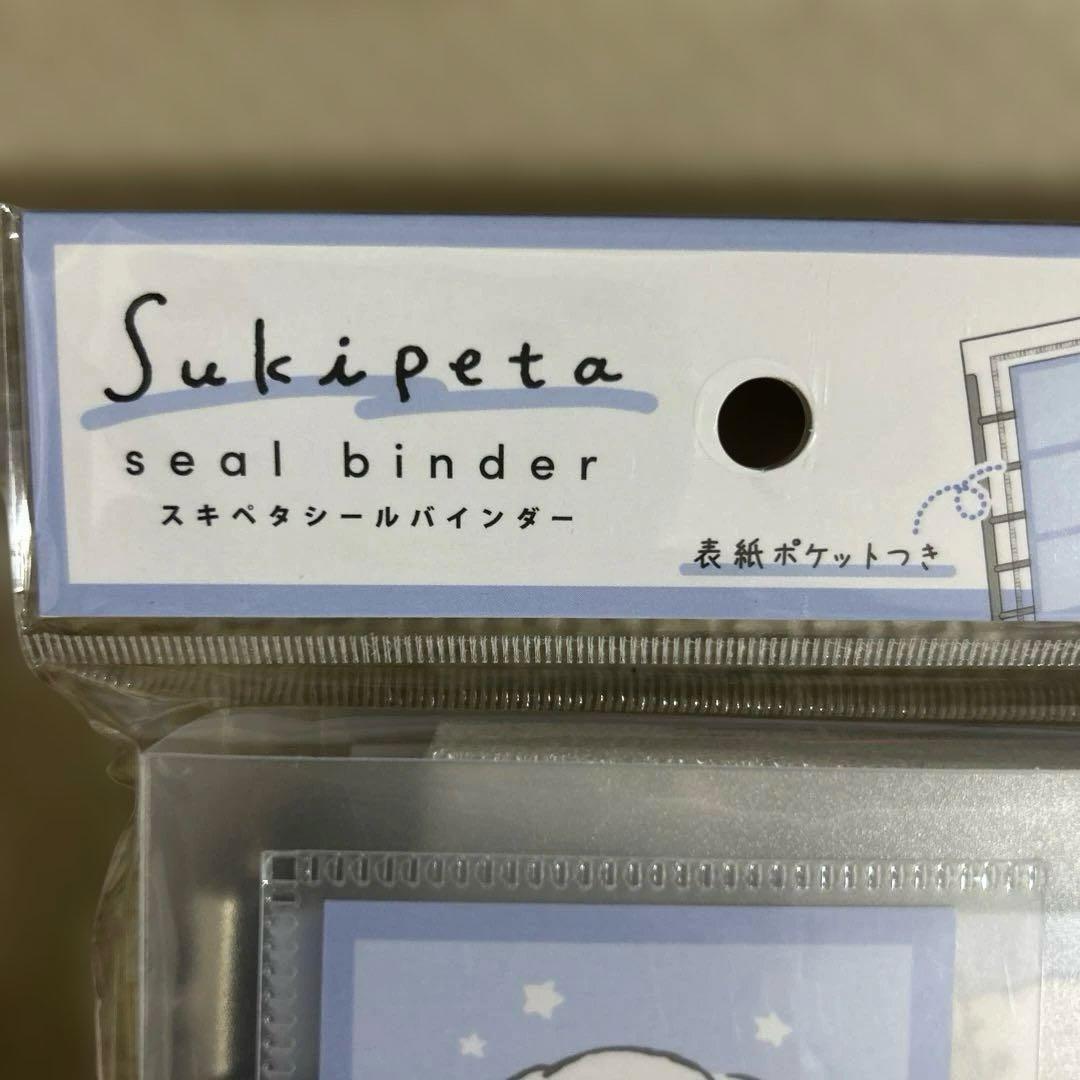 Sukipeta
seal binder
スキペタシールバインダー
表紙ポケットつき